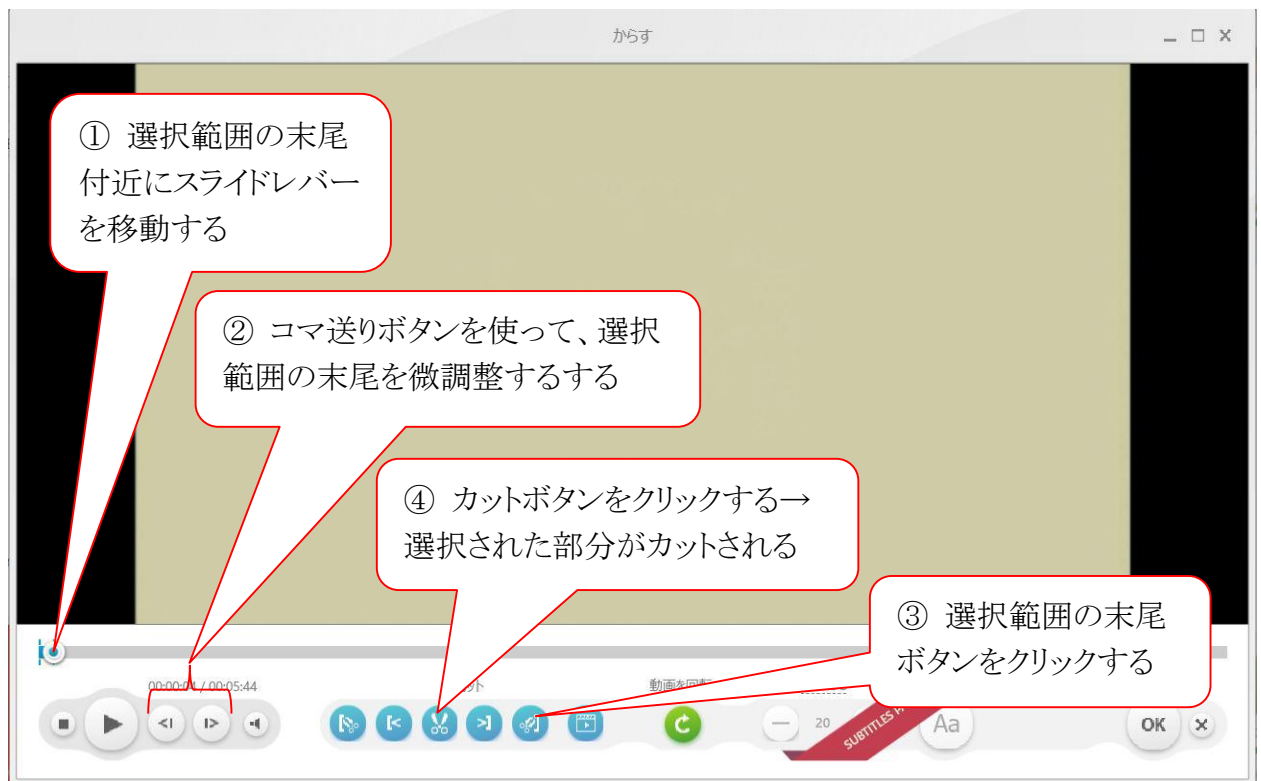 からす
① 選択範囲の末尾
付近にスライドレバー
を移動する
② コマ送りボタンを使って、選択
範囲の末尾を微調整するする
④ カットボタンをクリックする→
選択された部分がカットされる
③ 選択範囲の末尾
ボタンをクリックする
00:00:01 / 00:05:44
動画を回転
20
SUBTITLES
Aa
OK